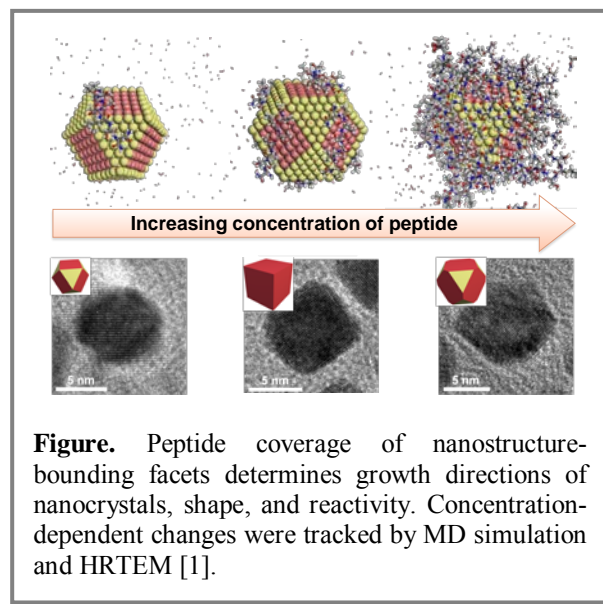 Increasing concentration of peptide
5 nm
5 nm
5 nm
Figure. Peptide coverage of nanostructure-
bounding facets determines growth directions of
nanocrystals, shape, and reactivity. Concentration-
dependent changes were tracked by MD simulation
and HRTEM [1].